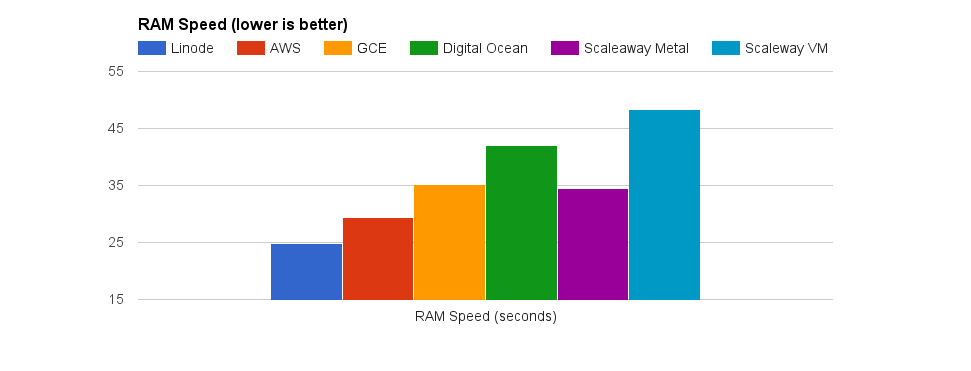 RAM Speed (lower is better)
Linode AWS GCE Digital Ocean Scaleaway Metal Scaleway VM
55
45
35
25
15
RAM Speed (seconds)